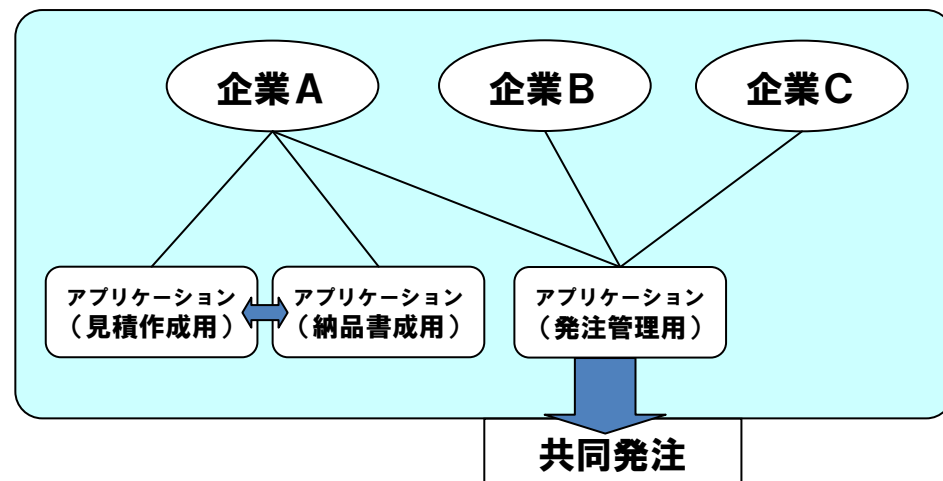 企業A
企業B
企業C
アプリケーション
（見積作成用）
アプリケーション
（納品書成用）
アプリケーション
（発注管理用）
共同発注